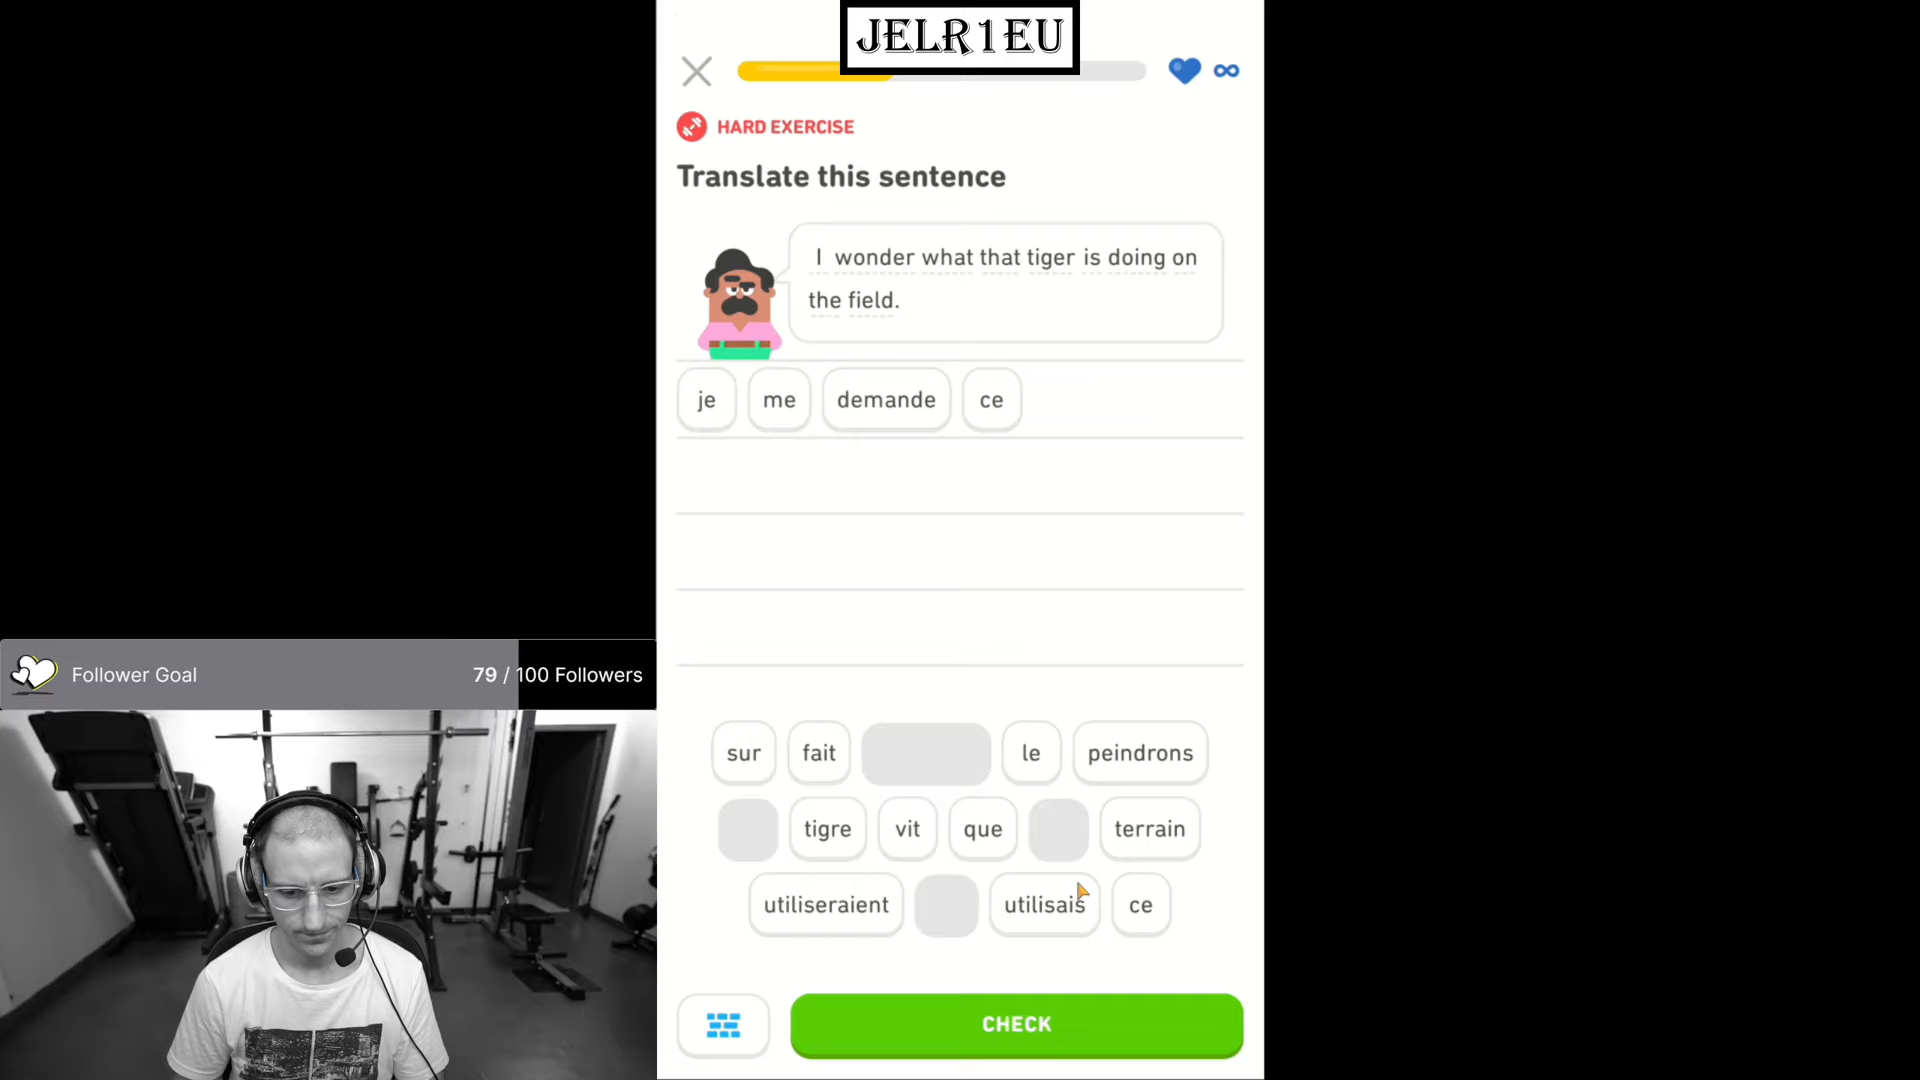 JELR1EU
HARD EXERCISE
Translate this sentence
I wonder what that tiger is doing on
the field.
je me demande ce
sur fait le peindrons
tigre vit que terrain
utiliseraient utilisais ce
CHECK
Follower Goal 79 / 100 Followers